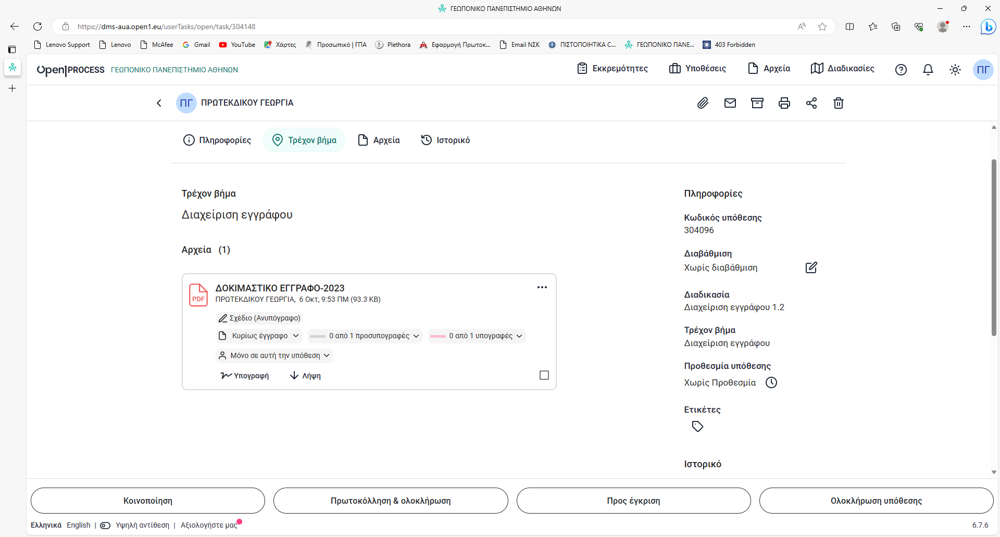 ΓΕΩΠΟΝΙΚΟ ΠΑΝΕΠΙΣΤΗΜΙΟ ΑΘΗΝΩΝ
https://dms-aua.open1.eu/userTasks/open/task/304148
Lenovo Support Lenovo McAfee Gmail YouTube Χάρτες Προσωπικό | ΓΠΑ Plethora Εφαρμογή Πρωτοκ... Email ΝΣΚ ΠΙΣΤΟΠΟΙΗΤΙΚΑ C... ΓΕΩΠΟΝΙΚΟ ΠΑΝΕ... 403 Forbidden
Open|PROCESS ΓΕΩΠΟΝΙΚΟ ΠΑΝΕΠΙΣΤΗΜΙΟ ΑΘΗΝΩΝ Εκκρεμότητες Υποθέσεις Αρχεία Διαδικασίες ΠΓ
ΠΓ ΠΡΩΤΕΚΔΙΚΟΥ ΓΕΩΡΓΙΑ
Πληροφορίες Τρέχον βήμα Αρχεία Ιστορικό
Τρέχον βήμα
Διαχείριση εγγράφου
Αρχεία (1)
PDF
ΔΟΚΙΜΑΣΤΙΚΟ ΕΓΓΡΑΦΟ-2023
ΠΡΩΤΕΚΔΙΚΟΥ ΓΕΩΡΓΙΑ, 6 Οκτ, 9:53 ΠΜ (93.3 KB)
Σχέδιο (Ανυπόγραφο)
Κυρίως έγγραφο 0 από 1 προσυπογραφές 0 από 1 υπογραφές
Μόνο σε αυτή την υπόθεση
Υπογραφή Λήψη
Πληροφορίες
Κωδικός υπόθεσης
304096
Διαβάθμιση
Χωρίς διαβάθμιση
Διαδικασία
Διαχείριση εγγράφου 1.2
Τρέχον βήμα
Διαχείριση εγγράφου
Προθεσμία υπόθεσης
Χωρίς Προθεσμία
Ετικέτες
Ιστορικό
Κοινοποίηση Πρωτοκόλληση & ολοκλήρωση Προς έγκριση Ολοκλήρωση υπόθεσης
Ελληνικά English | Υψηλή αντίθεση | Αξιολογήστε μας 6.7.6